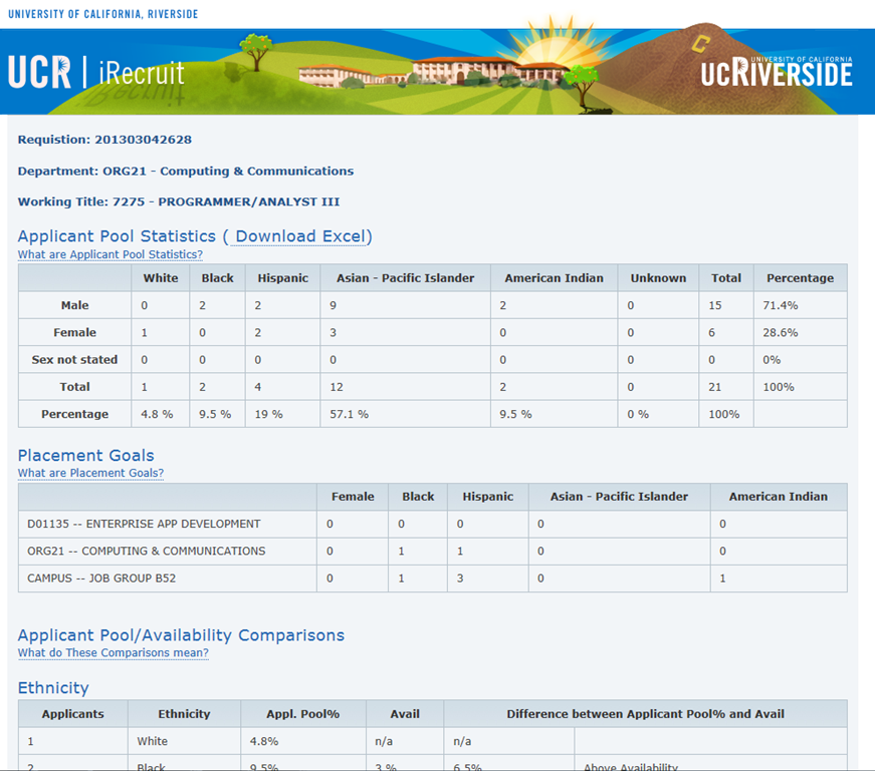 UNIVERSITY OF CALIFORNIA, RIVERSIDE
UCR | iRecruit
C
UNIVERSITY OF CALIFORNIA
UCRIVERSIDE
Requistion: 201303042628
Department: ORG21 - Computing & Communications
Working Title: 7275 - PROGRAMMER/ANALYST III
Applicant Pool Statistics ( Download Excel)
What are Applicant Pool Statistics?
White Black Hispanic Asian - Pacific Islander American Indian Unknown Total Percentage
Male 0 2 2 9 2 0 15 71.4%
Female 1 0 2 3 0 0 6 28.6%
Sex not stated 0 0 0 0 0 0 0 0%
Total 1 2 4 12 2 0 21 100%
Percentage 4.8 % 9.5 % 19 % 57.1 % 9.5 % 0 % 100%
Placement Goals
What are Placement Goals?
Female Black Hispanic Asian - Pacific Islander American Indian
D01135 -- ENTERPRISE APP DEVELOPMENT 0 0 0 0 0
ORG21 -- COMPUTING & COMMUNICATIONS 0 1 1 0 0
CAMPUS -- JOB GROUP B52 0 1 3 0 1
Applicant Pool/Availability Comparisons
What do These Comparisons mean?
Ethnicity
Applicants Ethnicity Appl. Pool% Avail Difference between Applicant Pool% and Avail
1 White 4.8% n/a n/a
2 Black 9.5% 3 % 6.5% Above Availability